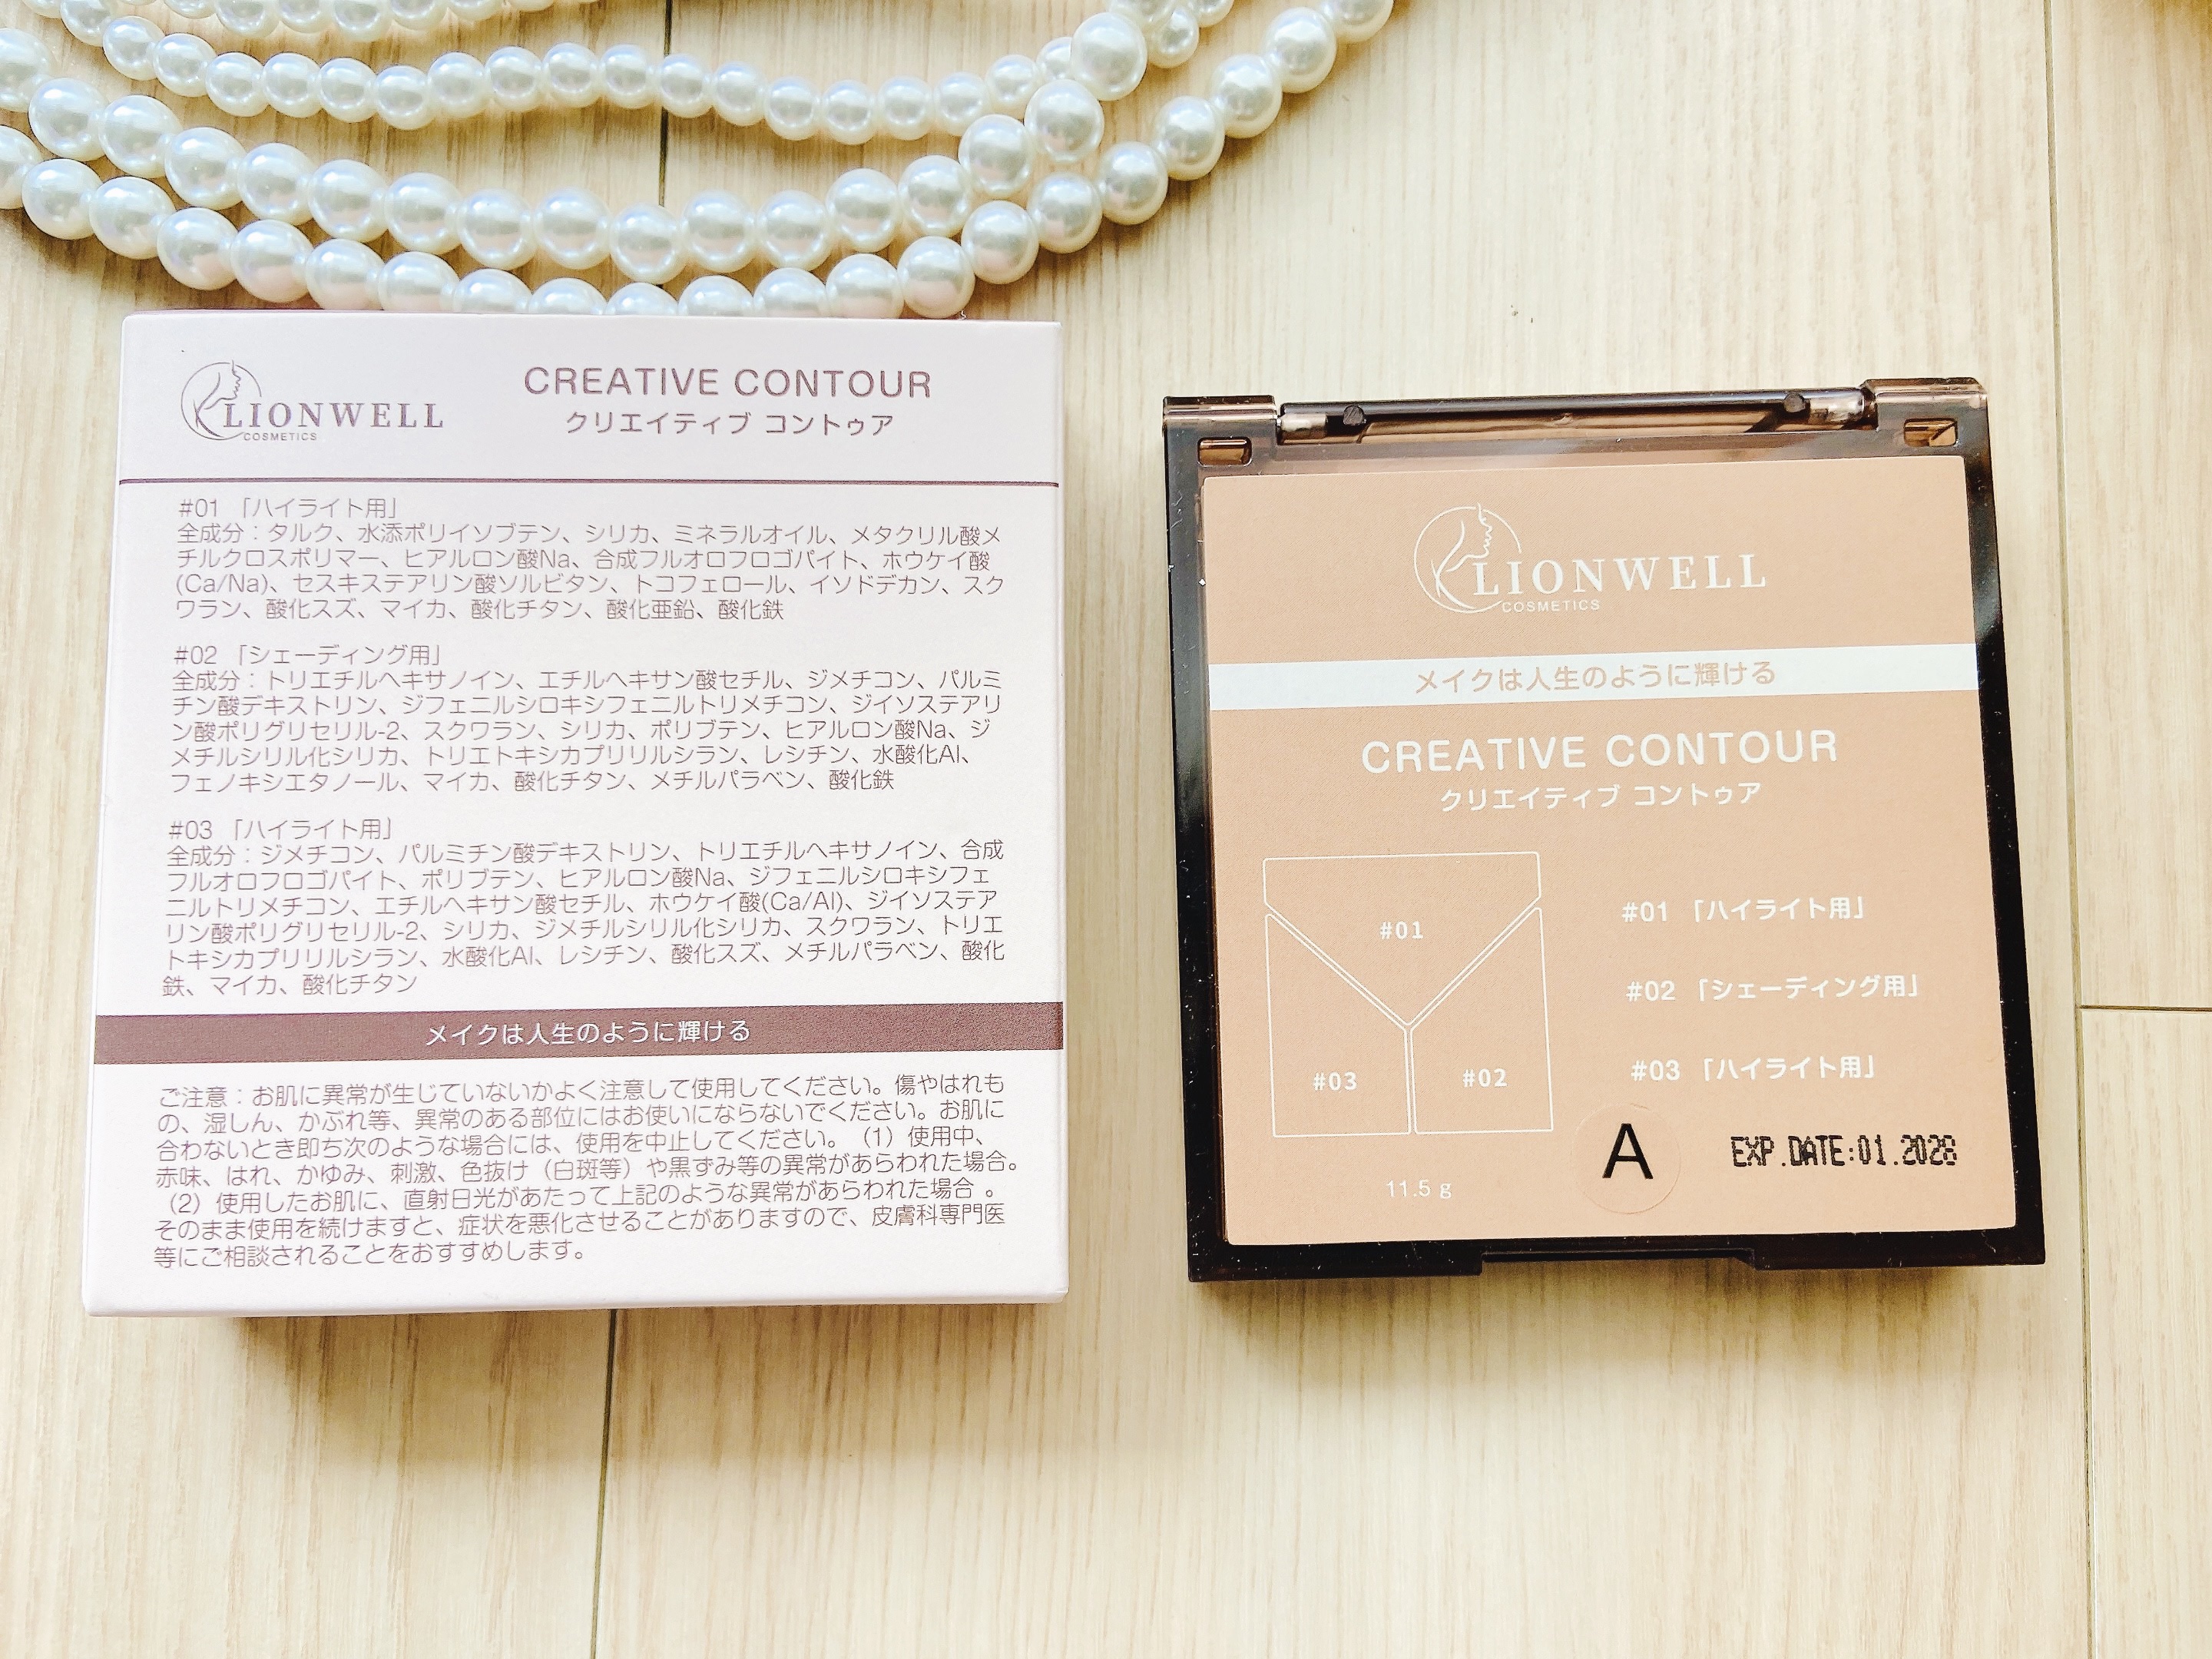 LIONWELL
COSMETICS
CREATIVE CONTOUR
クリエイティブ コントゥア
#01 「ハイライト用」
全成分：タルク、水添ポリイソブテン、シリカ、ミネラルオイル、メタクリル酸メ
チルクロスポリマー、ヒアルロン酸Na、合成フルオロフロゴパイト、ホウケイ酸
(Ca/Na)、セスキステアリン酸ソルビタン、トコフェロール、イソドデカン、スク
ワラン、酸化スズ、マイカ、酸化チタン、酸化亜鉛、酸化鉄
#02 「シェーディング用」
全成分：トリエチルヘキサノイン、エチルヘキサン酸セチル、ジメチコン、パルミ
チン酸デキストリン、ジフェニルシロキシフェニルトリメチコン、ジイソステアリ
ン酸ポリグリセリル-2、スクワラン、シリカ、ポリブテン、ヒアルロン酸Na、ジ
メチルシリル化シリカ、トリエトキシカプリリルシラン、レシチン、水酸化Al、
フェノキシエタノール、マイカ、酸化チタン、メチルパラベン、酸化鉄
#03 「ハイライト用」
全成分：ジメチコン、パルミチン酸デキストリン、トリエチルヘキサノイン、合成
フルオロフロゴパイト、ポリブテン、ヒアルロン酸Na、ジフェニルシロキシフェ
ニルトリメチコン、エチルヘキサン酸セチル、ホウケイ酸(Ca/Al)、ジイソステア
リン酸ポリグリセリル-2、シリカ、ジメチルシリル化シリカ、スクワラン、トリエ
トキシカプリリルシラン、水酸化Al、レシチン、酸化スズ、メチルパラベン、酸化
鉄、マイカ、酸化チタン
メイクは人生のように輝ける
ご注意：お肌に異常が生じていないかよく注意して使用してください。傷やはれも
の、湿しん、かぶれ等、異常のある部位にはお使いにならないでください。お肌に
合わないとき即ち次のような場合には、使用を中止してください。（1）使用中、
赤味、はれ、かゆみ、刺激、色抜け（白斑等）や黒ずみ等の異常があらわれた場合。
（2）使用したお肌に、直射日光があたって上記のような異常があらわれた場合 。
そのまま使用を続けますと、症状を悪化させることがありますので、皮膚科専門医
等にご相談されることをおすすめします。
LIONWELL
COSMETICS
メイクは人生のように輝ける
CREATIVE CONTOUR
クリエイティブ コントゥア
#01
#03
#02
#01 「ハイライト用」
#02 「シェーディング用」
#03 「ハイライト用」
11.5 g
A
EXP.DATE:01.2028